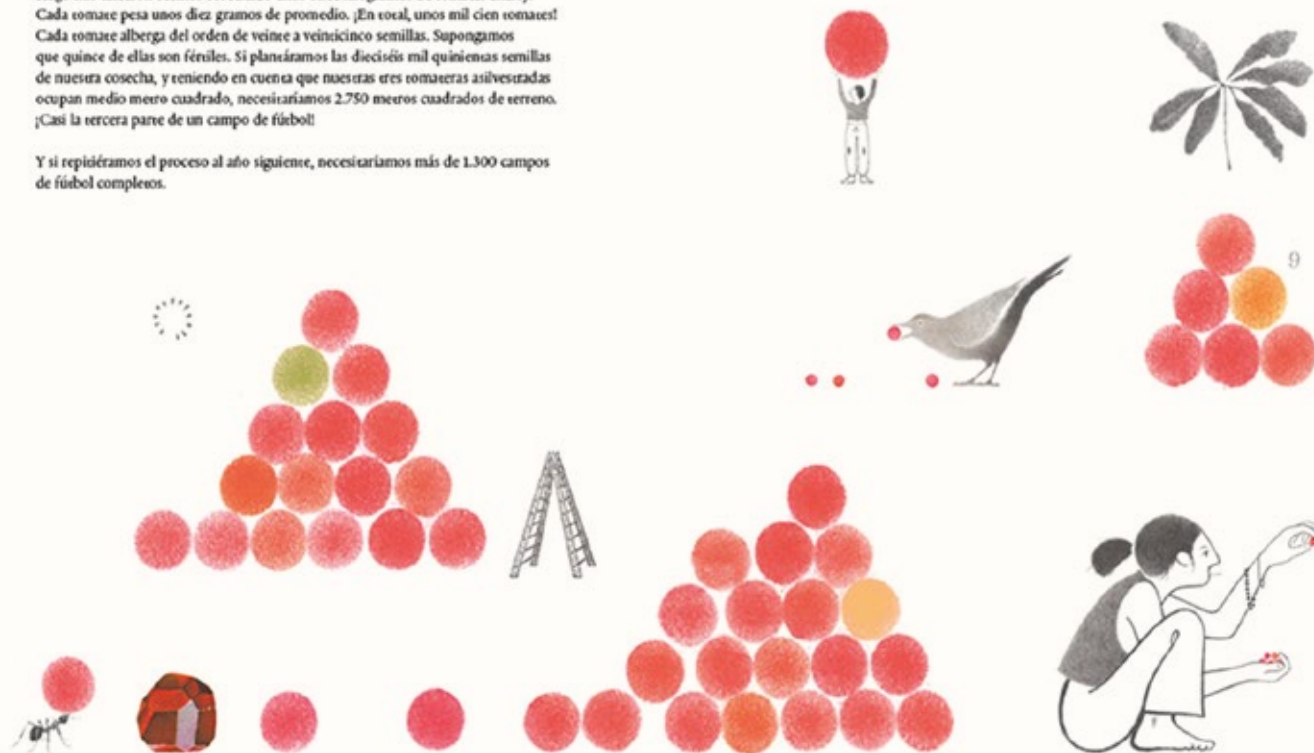 Cada tomate pesa unos diez gramos de promedio. ¡En total, unos mil cien tomates!
Cada tomate alberga del orden de veinte a veinticinco semillas. Supongamos
que quince de ellas son fértiles. Si plantáramos las dieciséis mil quinientas semillas
de nuestra cosecha, y teniendo en cuenta que nuestras tres tomateras asilvestradas
ocupan medio metro cuadrado, necesitaríamos 2.750 metros cuadrados de terreno.
¡Casi la tercera parte de un campo de fútbol!
Y si repitiéramos el proceso al año siguiente, necesitaríamos más de 1.300 campos
de fútbol completos.
9